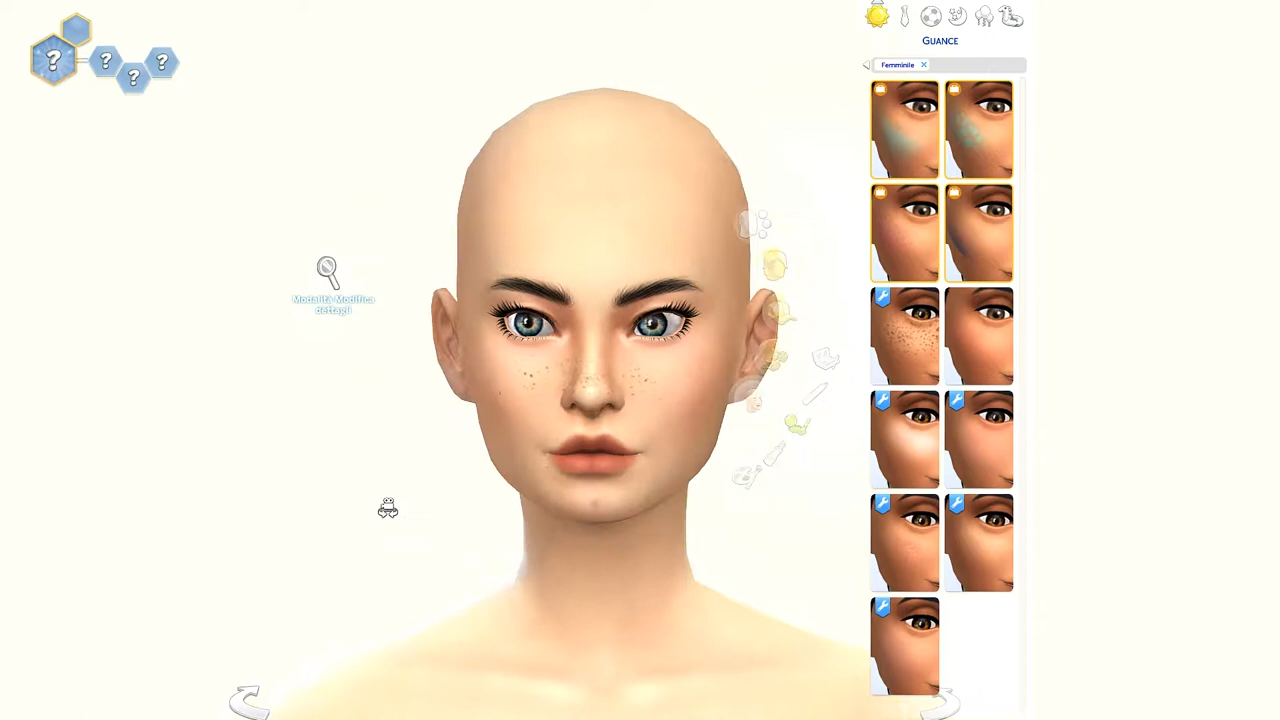 ? ? ? ?
GUANCE
Femminile ×
Modalità Modifica
dettagli